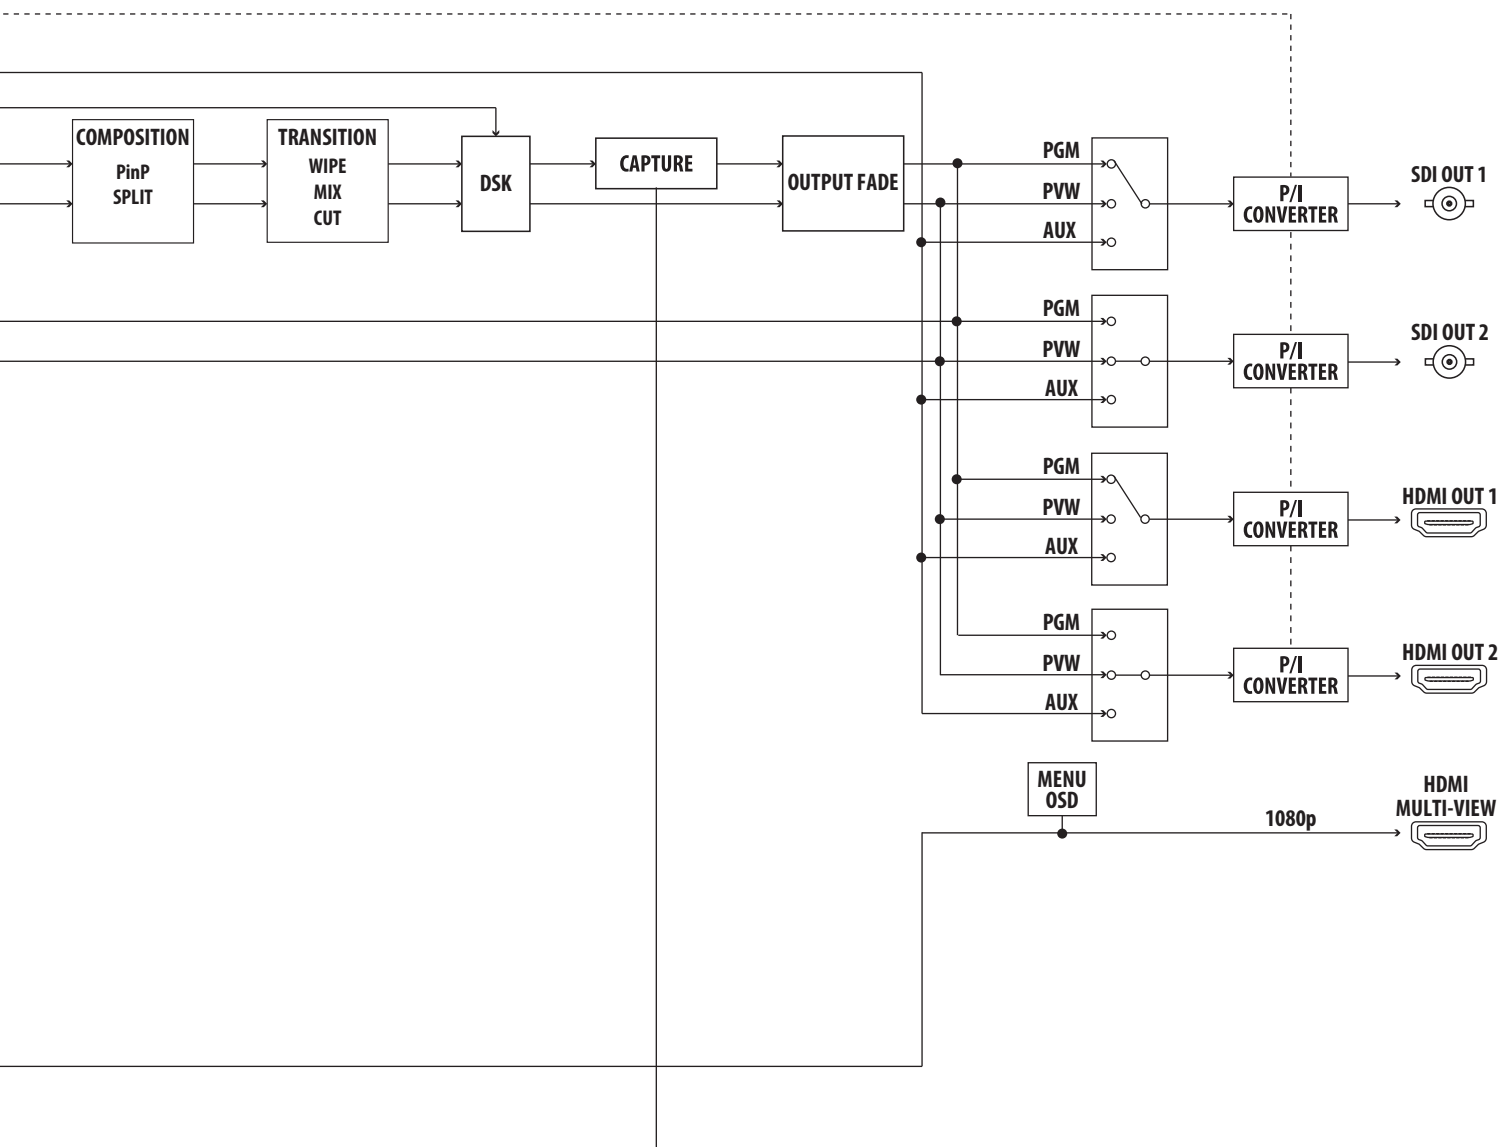 COMPOSITION
PinP
SPLIT
TRANSITION
WIPE
MIX
CUT
DSK
CAPTURE
OUTPUT FADE
PGM
PVW
AUX
P/I
CONVERTER
SDI OUT 1
PGM
PVW
AUX
P/I
CONVERTER
SDI OUT 2
PGM
PVW
AUX
P/I
CONVERTER
HDMI OUT 1
PGM
PVW
AUX
P/I
CONVERTER
HDMI OUT 2
MENU
OSD
1080p
HDMI
MULTI-VIEW